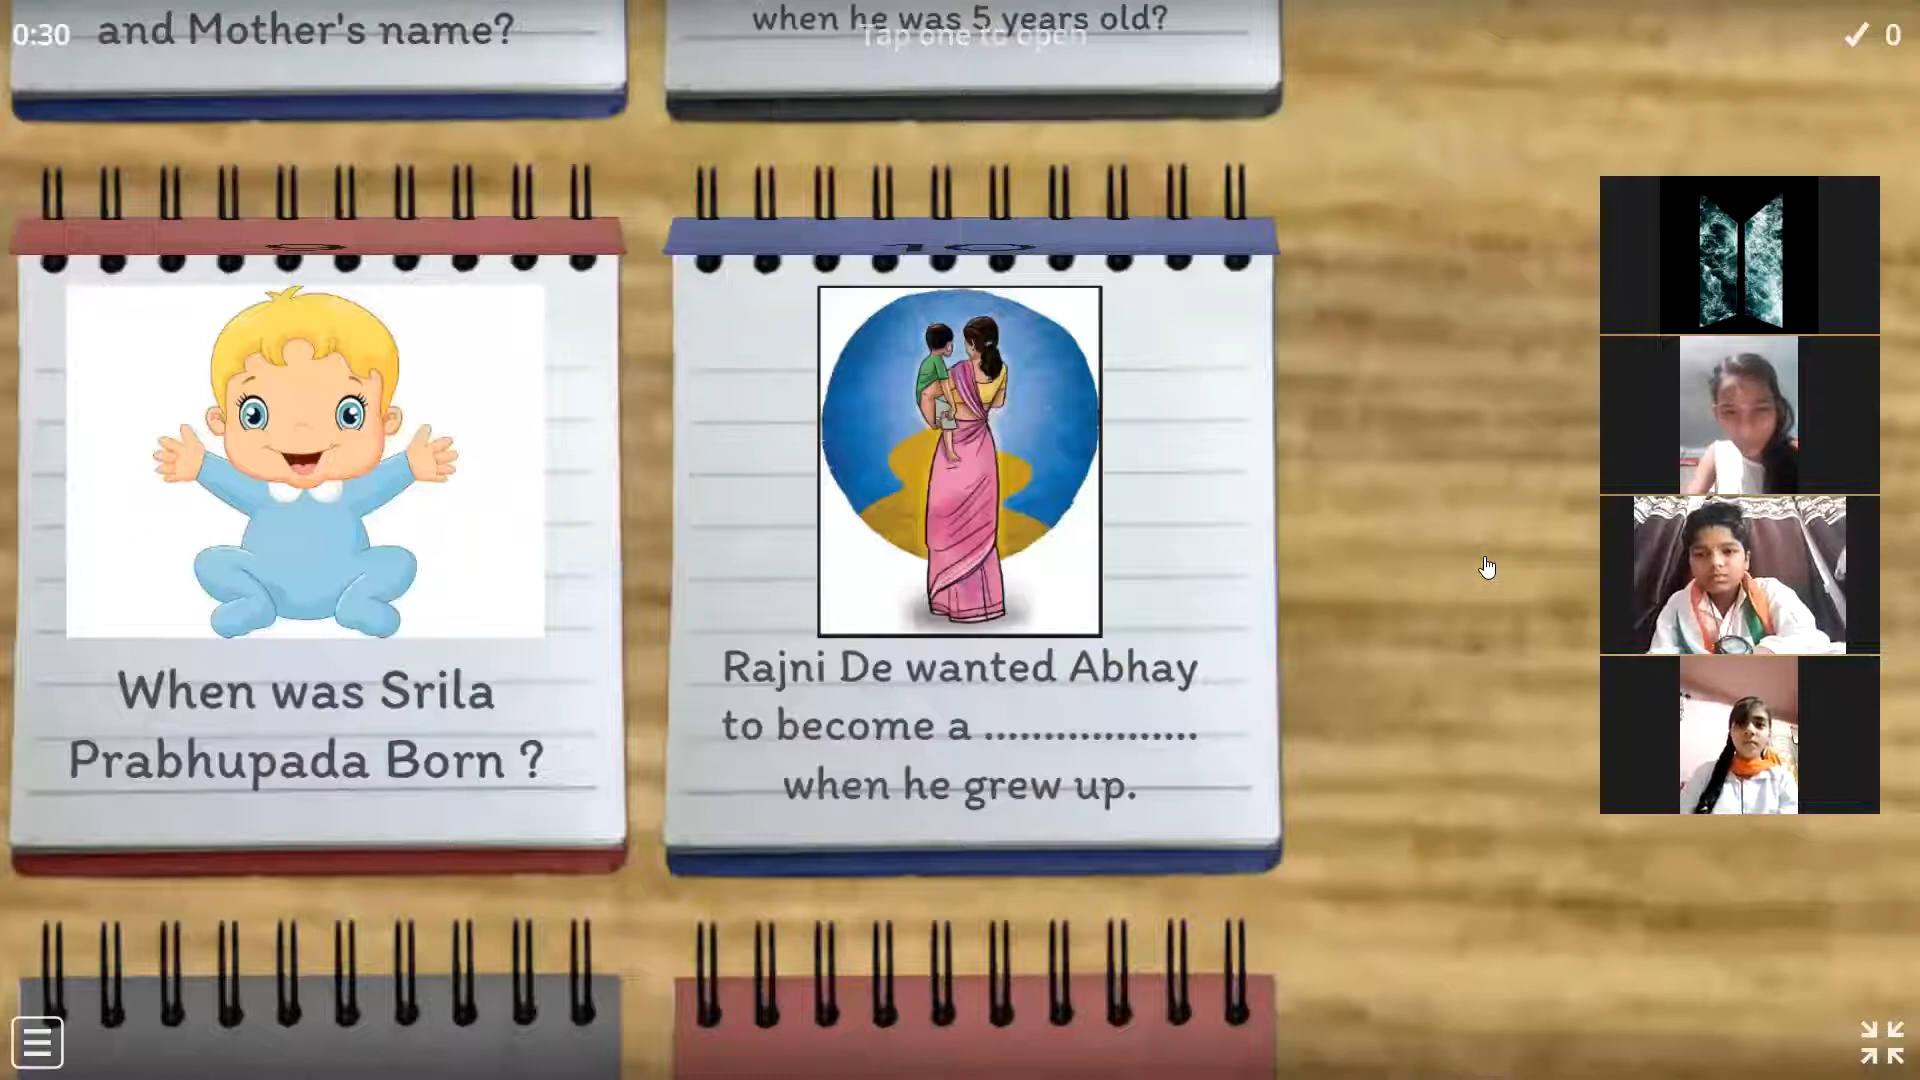 0:30
and Mother's name?
when he was 5 years old?
Tap one to open
0
10
When was Srila
Prabhupada Born ?
Rajni De wanted Abhay
to become a ..................
when he grew up.